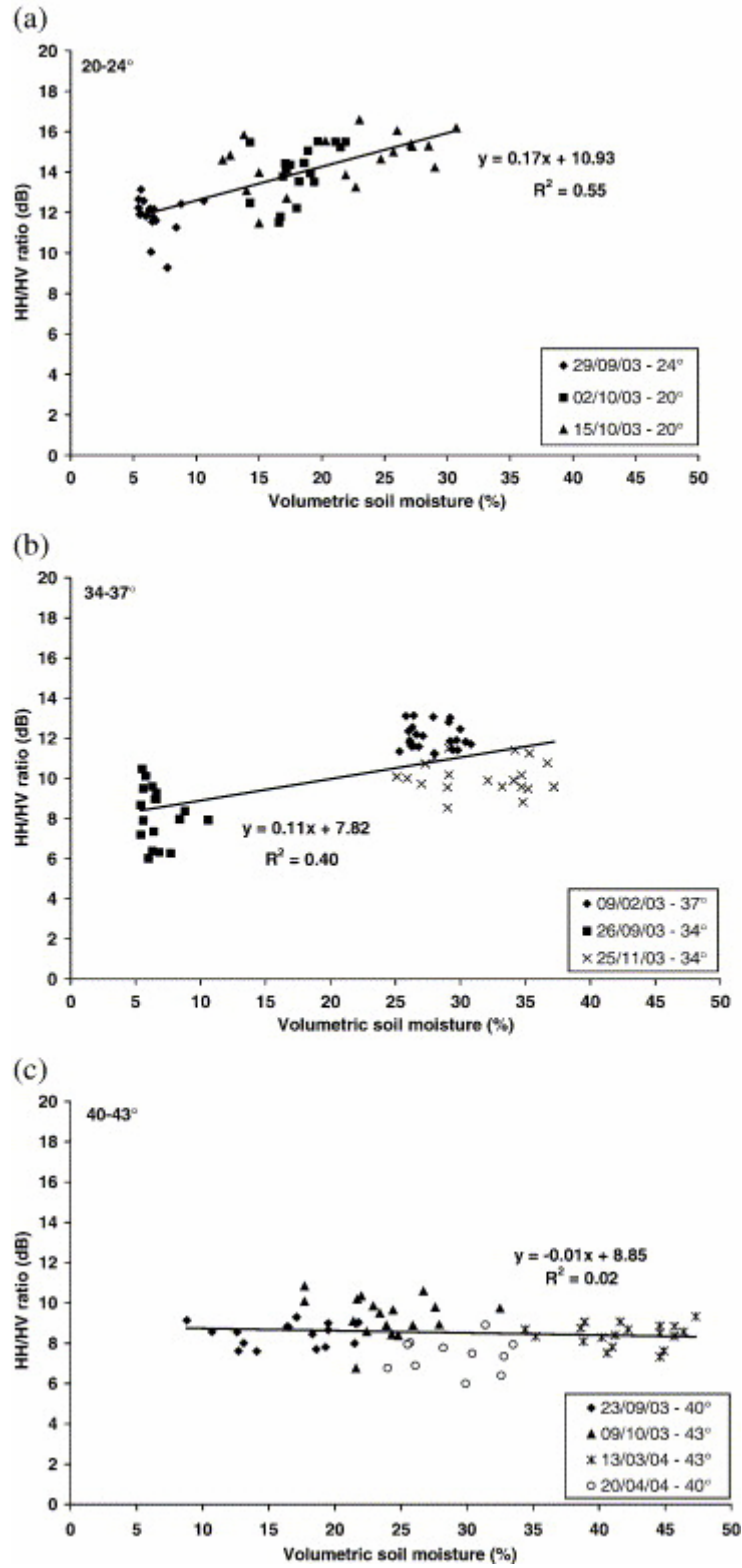 (a)
20
18
16
14
12
10
8
6
4
2
0
HH/HV ratio (dB)
20-24°
y = 0.17x + 10.93
R² = 0.55
29/09/03 - 24°
02/10/03 - 20°
15/10/03 - 20°
0 5 10 15 20 25 30 35 40 45 50
Volumetric soil moisture (%)
(b)
20
18
16
14
12
10
8
6
4
2
0
HH/HV ratio (dB)
34-37°
y = 0.11x + 7.82
R² = 0.40
09/02/03 - 37°
26/09/03 - 34°
25/11/03 - 34°
0 5 10 15 20 25 30 35 40 45 50
Volumetric soil moisture (%)
(c)
20
18
16
14
12
10
8
6
4
2
0
HH/HV ratio (dB)
40-43°
y = -0.01x + 8.85
R² = 0.02
23/09/03 - 40°
09/10/03 - 43°
13/03/04 - 43°
20/04/04 - 40°
0 5 10 15 20 25 30 35 40 45 50
Volumetric soil moisture (%)